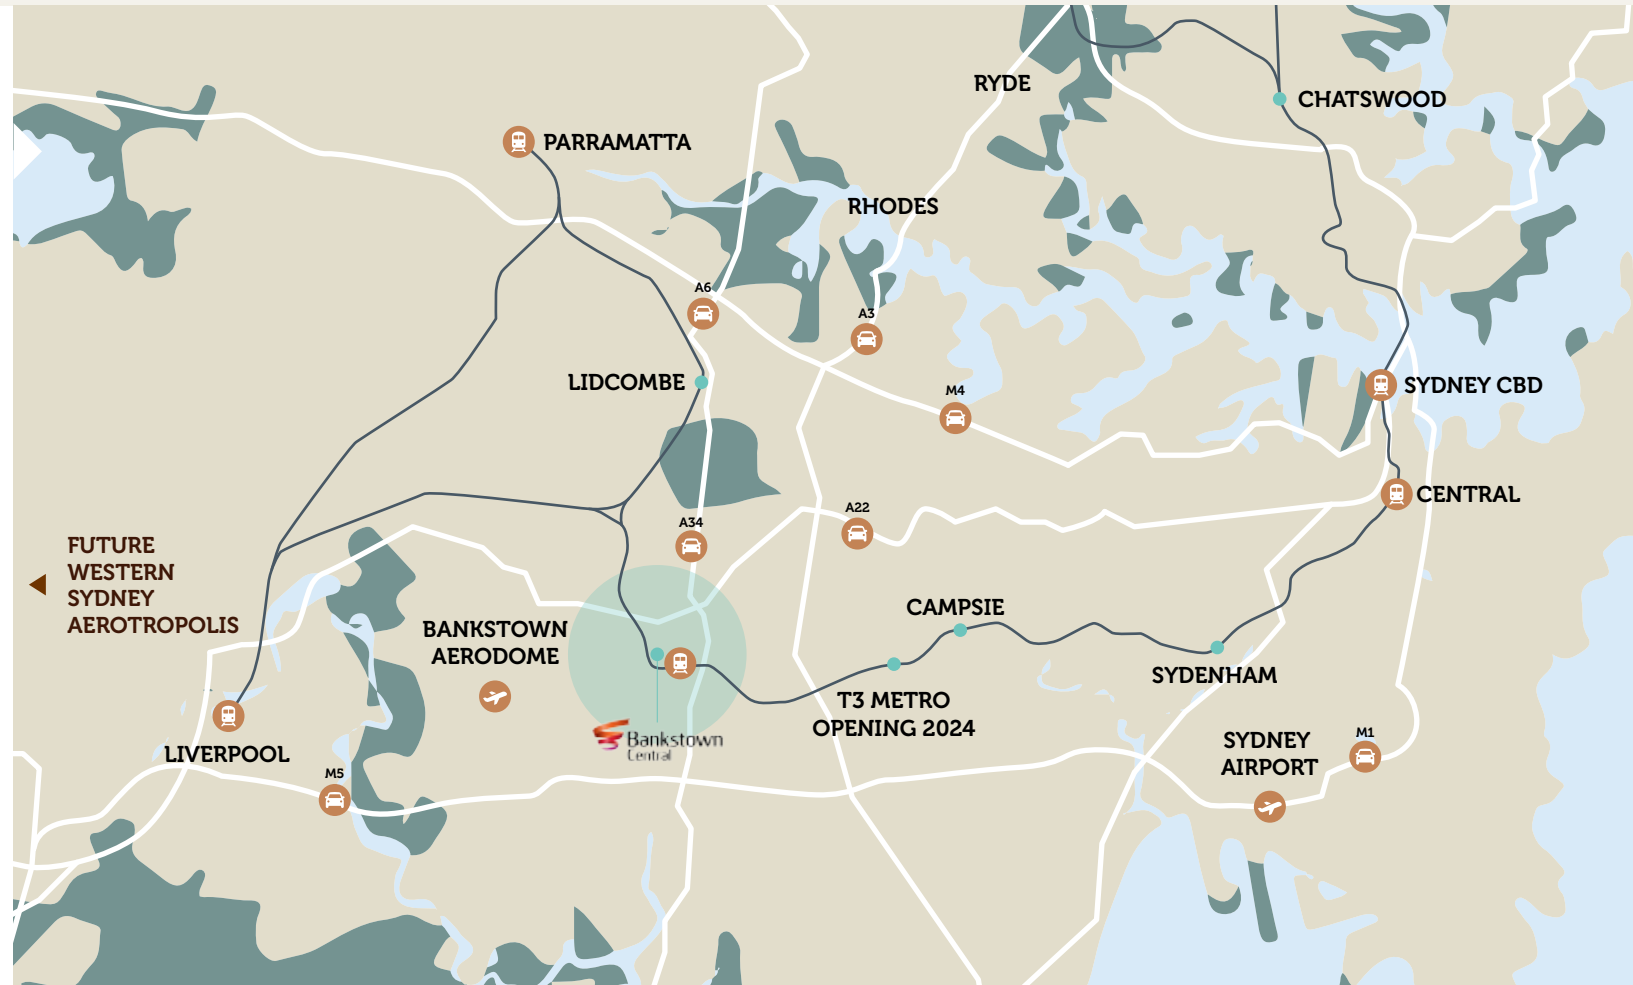 RYDE
CHATSWOOD
PARRAMATTA
RHODES
A6
A3
LIDCOMBE
M4
SYDNEY CBD
CENTRAL
A22
A34
FUTURE
WESTERN
SYDNEY
AEROTROPOLIS
CAMPSIE
BANKSTOWN
AERODOME
SYDENHAM
T3 METRO
OPENING 2024
Bankstown
Central
LIVERPOOL
M5
SYDNEY
AIRPORT
M1